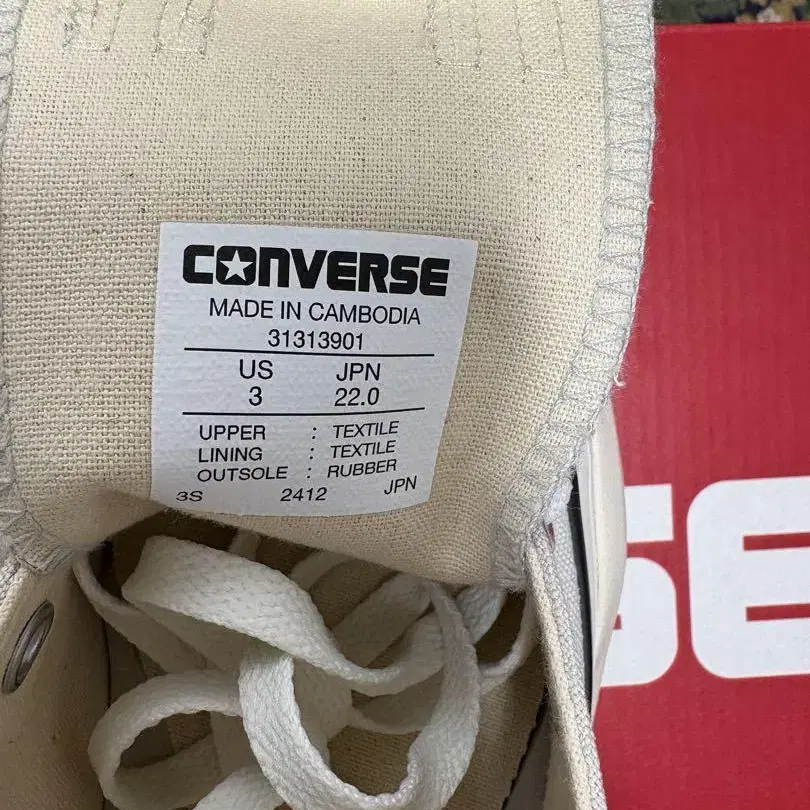 CONVERSE
MADE IN CAMBODIA
31313901
US JPN
3 22.0
UPPER : TEXTILE
LINING : TEXTILE
OUTSOLE : RUBBER
3S 2412 JPN
SE